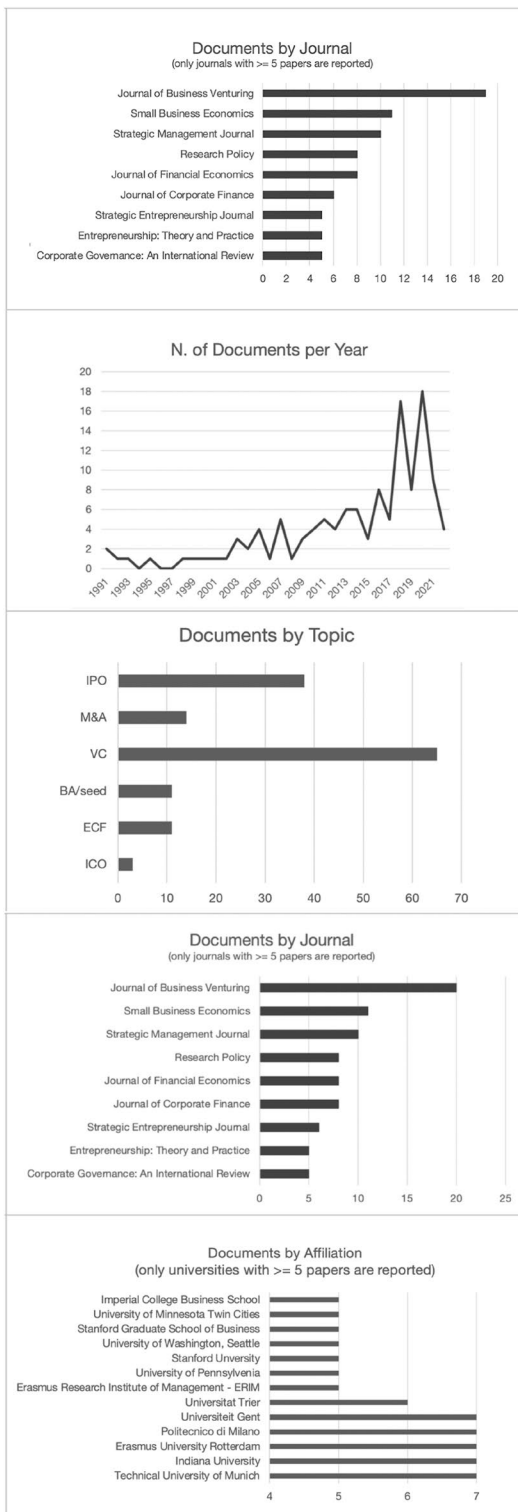 Documents by Journal
(only journals with >= 5 papers are reported)
Journal of Business Venturing
Small Business Economics
Strategic Management Journal
Research Policy
Journal of Financial Economics
Journal of Corporate Finance
Strategic Entrepreneurship Journal
Entrepreneurship: Theory and Practice
Corporate Governance: An International Review
0 2 4 6 8 10 12 14 16 18 20
N. of Documents per Year
20
18
16
14
12
10
8
6
4
2
0
1991 1993 1995 1997 1999 2001 2003 2005 2007 2009 2011 2013 2015 2017 2019 2021
Documents by Topic
IPO
M&A
VC
BA/seed
ECF
ICO
0 10 20 30 40 50 60 70
Documents by Journal
(only journals with >= 5 papers are reported)
Journal of Business Venturing
Small Business Economics
Strategic Management Journal
Research Policy
Journal of Financial Economics
Journal of Corporate Finance
Strategic Entrepreneurship Journal
Entrepreneurship: Theory and Practice
Corporate Governance: An International Review
0 5 10 15 20 25
Documents by Affiliation
(only universities with >= 5 papers are reported)
Imperial College Business School
University of Minnesota Twin Cities
Stanford Graduate School of Business
University of Washington, Seattle
Stanford Unversity
University of Pennsylvania
Erasmus Research Institute of Management - ERIM
Universitat Trier
Universiteit Gent
Politecnico di Milano
Erasmus University Rotterdam
Indiana University
Technical University of Munich
4 5 6 7